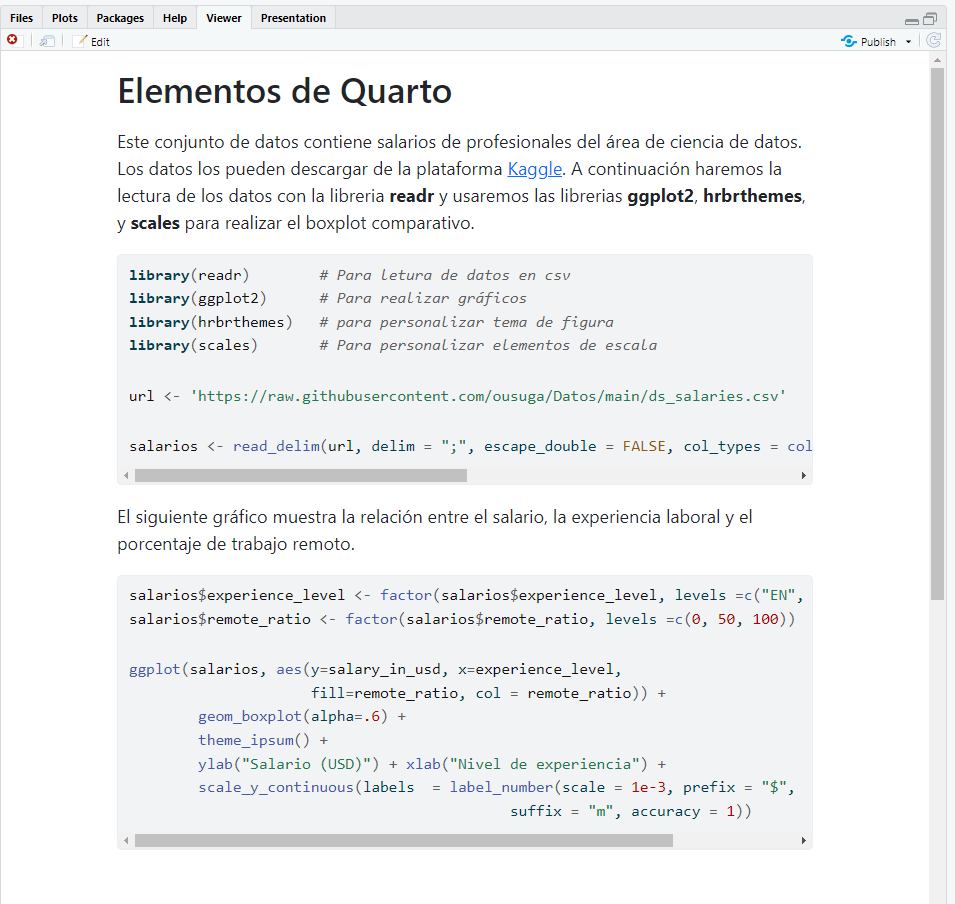 Files Plots Packages Help Viewer Presentation
Edit Publish
Elementos de Quarto
Este conjunto de datos contiene salarios de profesionales del área de ciencia de datos.
Los datos los pueden descargar de la plataforma Kaggle. A continuación haremos la
lectura de los datos con la libreria readr y usaremos las librerias ggplot2, hrbrthemes,
y scales para realizar el boxplot comparativo.
library(readr) # Para letura de datos en csv
library(ggplot2) # Para realizar gráficos
library(hrbrthemes) # para personalizar tema de figura
library(scales) # Para personalizar elementos de escala
url <- 'https://raw.githubusercontent.com/ousuga/Datos/main/ds_salaries.csv'
salarios <- read_delim(url, delim = ";", escape_double = FALSE, col_types = col
El siguiente gráfico muestra la relación entre el salario, la experiencia laboral y el
porcentaje de trabajo remoto.
salarios$experience_level <- factor(salarios$experience_level, levels =c("EN",
salarios$remote_ratio <- factor(salarios$remote_ratio, levels =c(0, 50, 100))
ggplot(salarios, aes(y=salary_in_usd, x=experience_level,
fill=remote_ratio, col = remote_ratio)) +
geom_boxplot(alpha=.6) +
theme_ipsum() +
ylab("Salario (USD)") + xlab("Nivel de experiencia") +
scale_y_continuous(labels  = label_number(scale = 1e-3, prefix = "$",
suffix = "m", accuracy = 1))